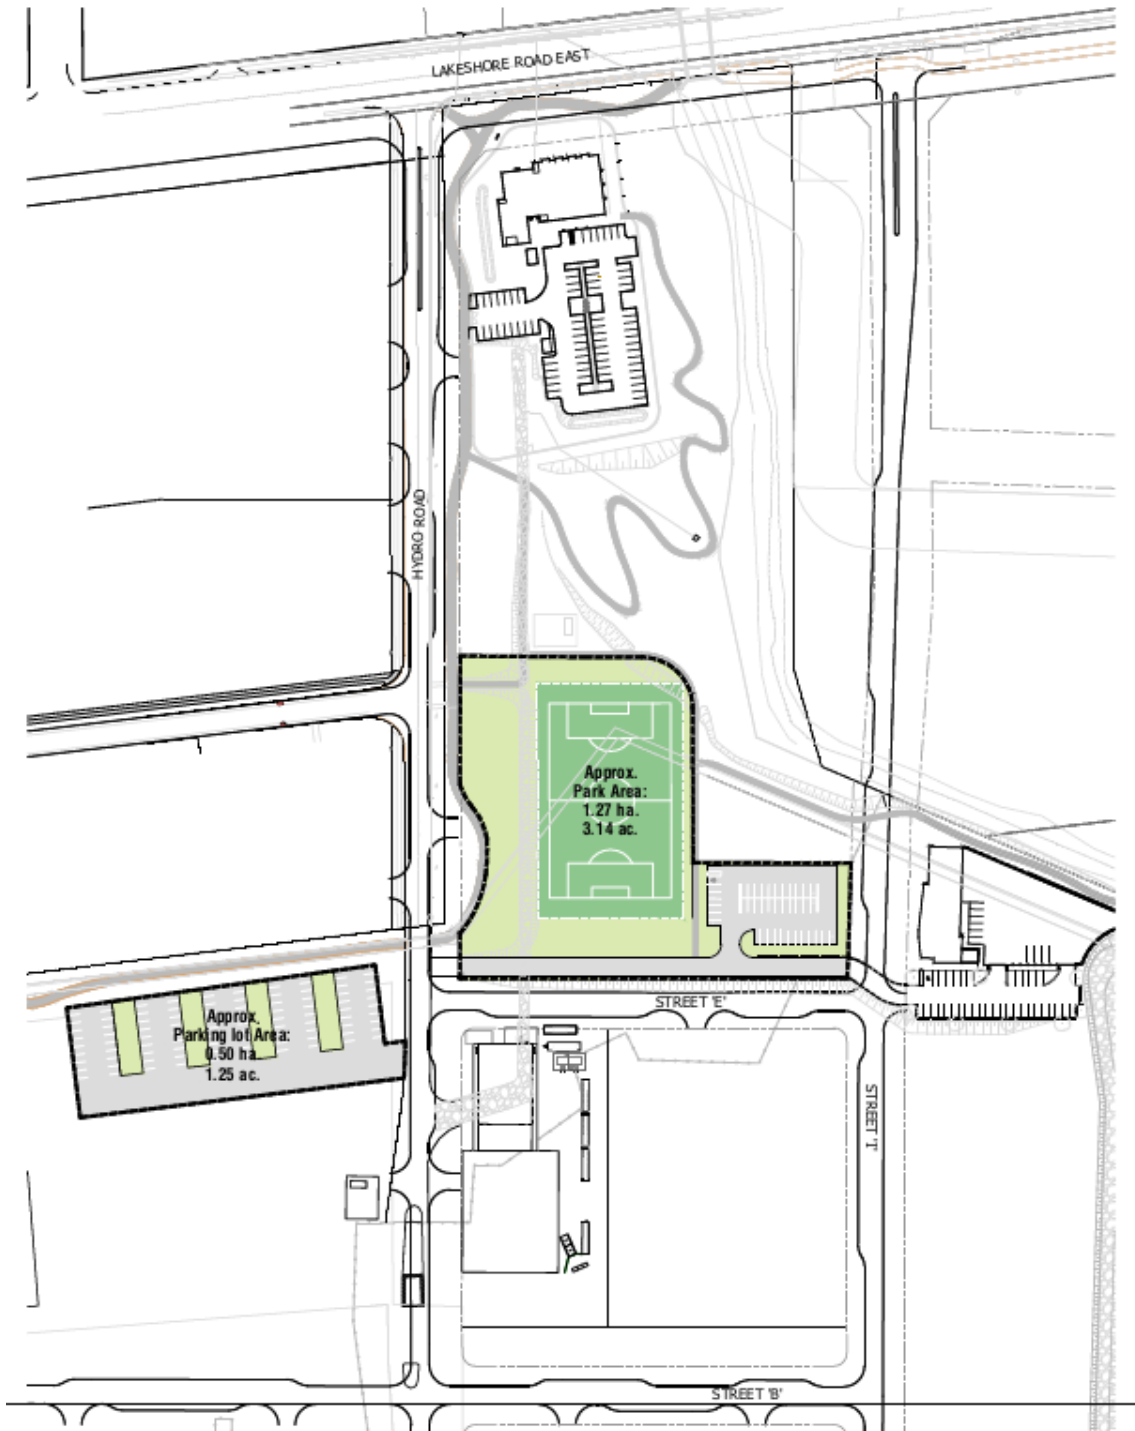 LAKESHORE ROAD EAST
HYDRO ROAD
Approx.
Park Area:
1.27 ha.
3.14 ac.
STREET 'E'
Approx.
Parking lot Area:
0.50 ha.
1.25 ac.
STREET 'I'
STREET 'B'